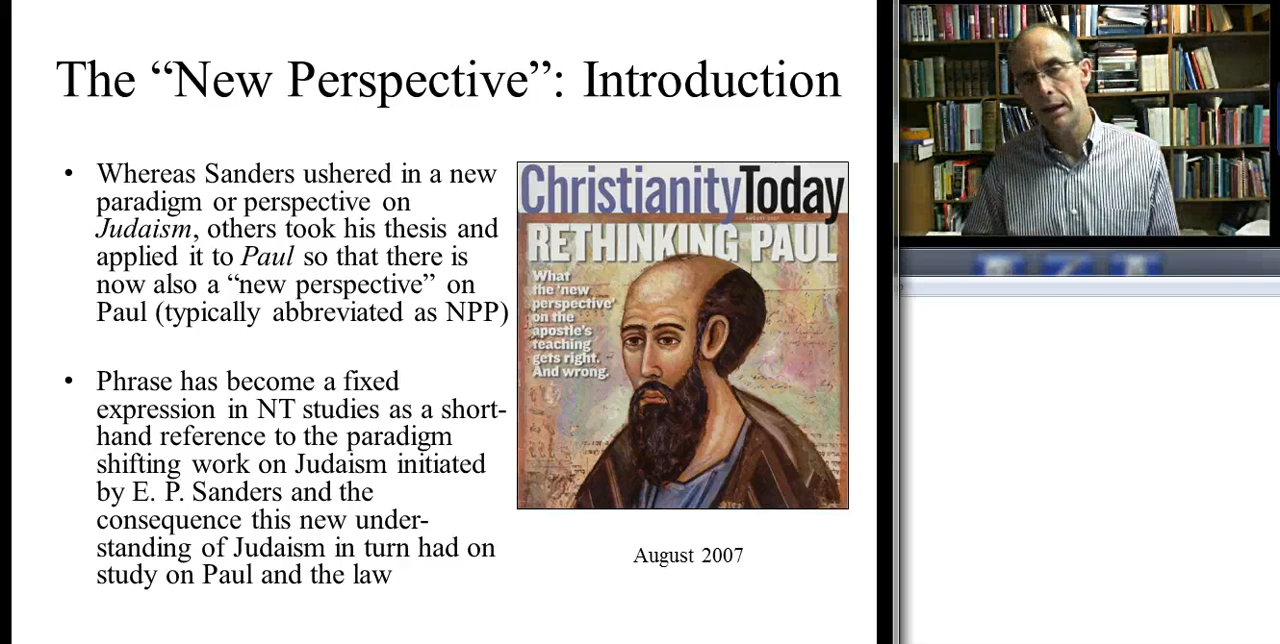 The “New Perspective”: Introduction
• Whereas Sanders ushered in a new
paradigm or perspective on
Judaism, others took his thesis and
applied it to Paul so that there is
now also a “new perspective” on
Paul (typically abbreviated as NPP)
• Phrase has become a fixed
expression in NT studies as a short-
hand reference to the paradigm
shifting work on Judaism initiated
by E. P. Sanders and the
consequence this new under-
standing of Judaism in turn had on
study on Paul and the law
ChristianityToday
AUGUST 2007
RETHINKING PAUL
What
the ‘new
perspective’
on the
apostle’s
teaching
gets right.
And wrong.
August 2007